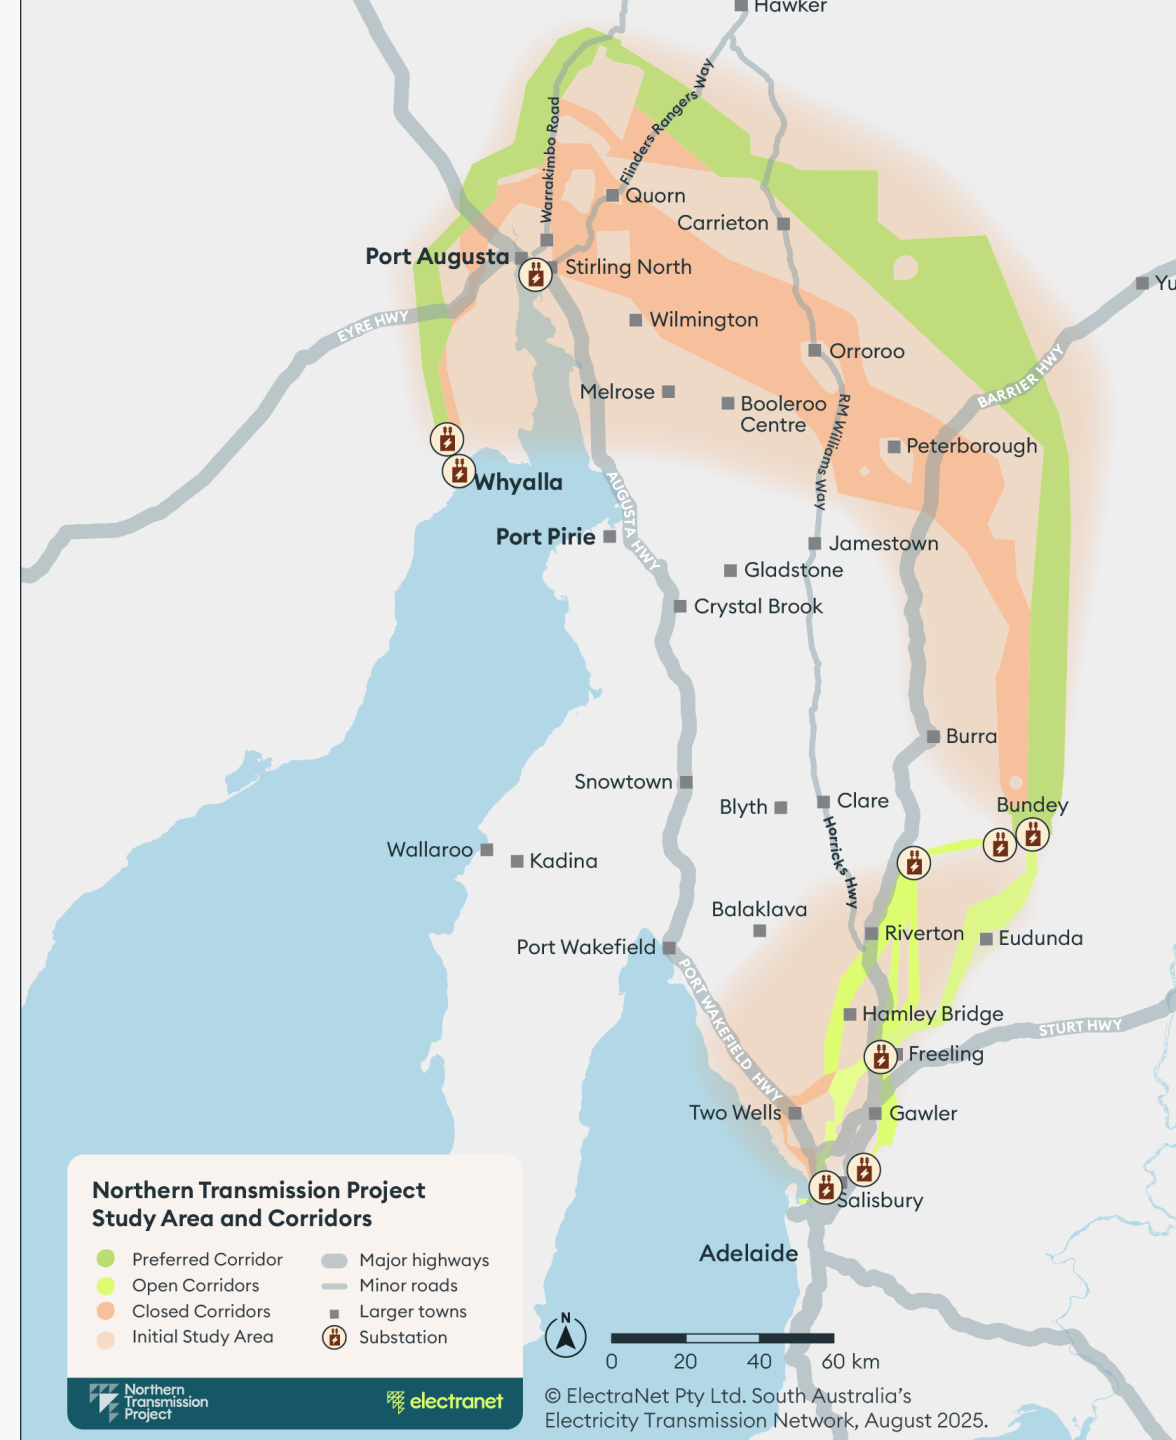 Hawker
Warrakimbo Road
Flinders Rangers Way
Quorn
Carrieton
Port Augusta
Stirling North
Yu
EYRE HWY
Wilmington
Orroroo
BARRIER HWY
Melrose
Booleroo
Centre
RM Williams Way
Peterborough
Whyalla
AUGUSTA HWY
Port Pirie
Jamestown
Gladstone
Crystal Brook
Burra
Snowtown
Blyth
Clare
Bundey
Horricks Hwy
Wallaroo
Kadina
Balaklava
Riverton
Eudunda
Port Wakefield
PORT WAKEFIELD HWY
Hamley Bridge
STURT HWY
Freeling
Two Wells
Gawler
Salisbury
Adelaide
Northern Transmission Project
Study Area and Corridors
Preferred Corridor
Open Corridors
Closed Corridors
Initial Study Area
Major highways
Minor roads
Larger towns
Substation
Northern
Transmission
Project
electranet
N
0 20 40 60 km
© ElectraNet Pty Ltd. South Australia’s
Electricity Transmission Network, August 2025.